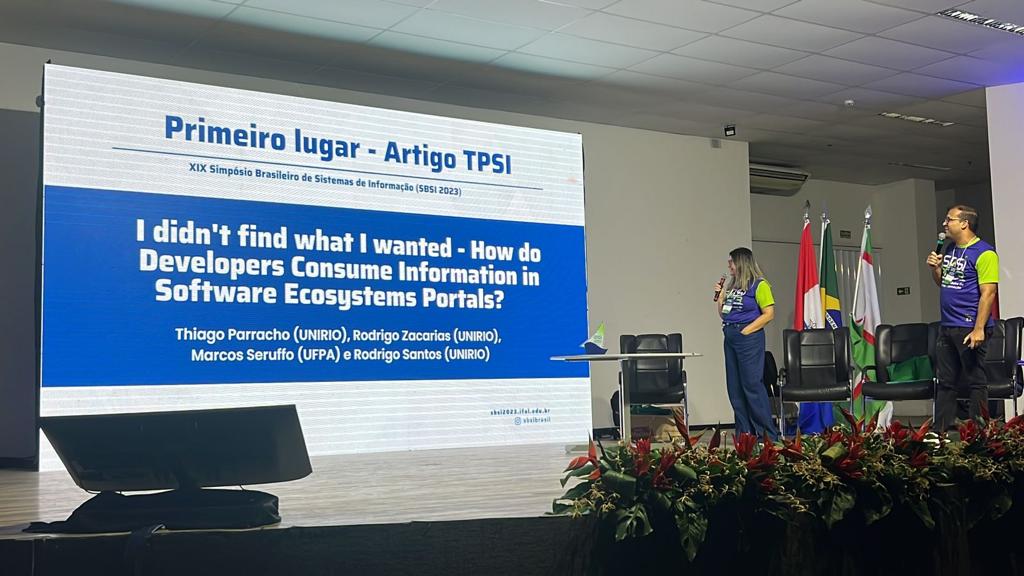 Primeiro lugar - Artigo TPSI
XIX Simpósio Brasileiro de Sistemas de Informação (SBSI 2023)
I didn't find what I wanted - How do
Developers Consume Information in
Software Ecosystems Portals?
Thiago Parracho (UNIRIO), Rodrigo Zacarias (UNIRIO),
Marcos Seruffo (UFPA) e Rodrigo Santos (UNIRIO)
sbsi2023.ifal.edu.br
sbsibrasil
SBSI